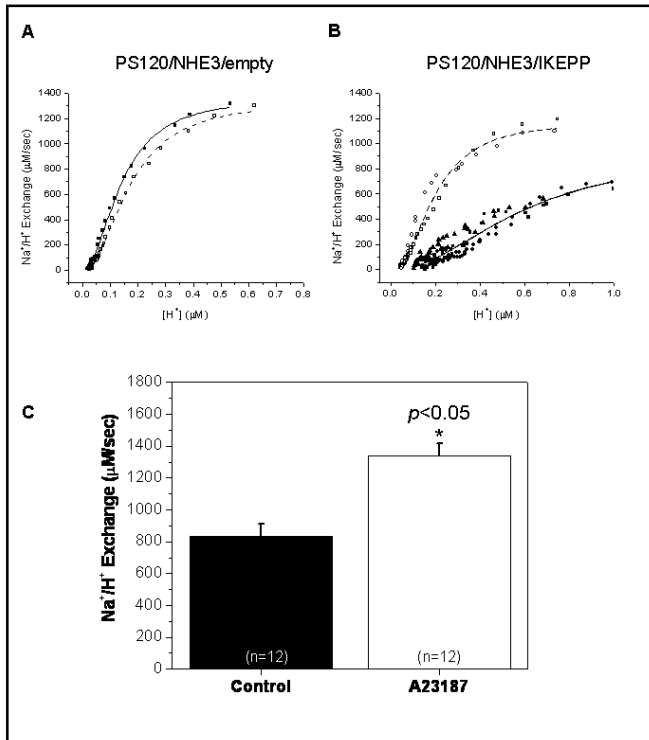 A
PS120/NHE3/empty
Na⁺/H⁺ Exchange (μM/sec)
1400
1200
1000
800
600
400
200
0
0.0 0.1 0.2 0.3 0.4 0.5 0.6 0.7 0.8
[H⁺] (μM)
B
PS120/NHE3/IKEPP
Na⁺/H⁺ Exchange (μM/sec)
1400
1200
1000
800
600
400
200
0
0.0 0.2 0.4 0.6 0.8 1.0
[H⁺] (μM)
C
Na⁺/H⁺ Exchange (μM/sec)
1800
1600
1400
1200
1000
800
600
400
200
0
p<0.05
*
(n=12) (n=12)
Control A23187